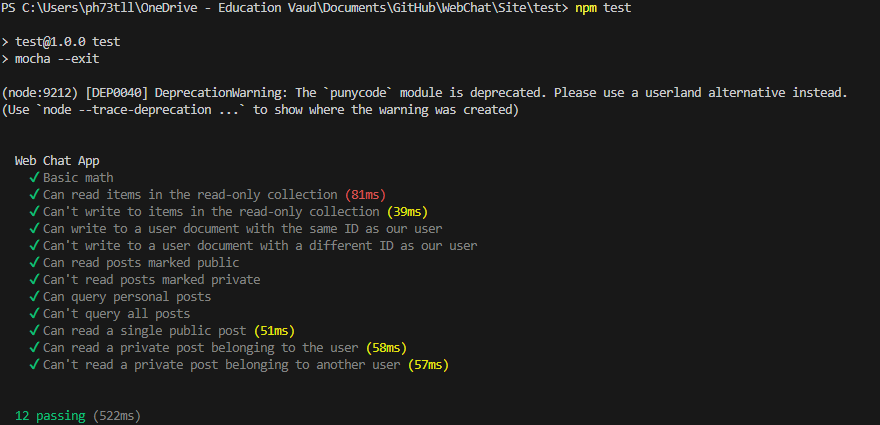 PS C:\Users\ph73tll\OneDrive - Education Vaud\Documents\GitHub\WebChat\Site\test> npm test
> test@1.0.0 test
> mocha --exit
(node:9212) [DEP0040] DeprecationWarning: The `punycode` module is deprecated. Please use a userland alternative instead.
(Use `node --trace-deprecation ...` to show where the warning was created)
Web Chat App
✓ Basic math
✓ Can read items in the read-only collection (81ms)
✓ Can't write to items in the read-only collection (39ms)
✓ Can write to a user document with the same ID as our user
✓ Can't write to a user document with a different ID as our user
✓ Can read posts marked public
✓ Can't read posts marked private
✓ Can query personal posts
✓ Can't query all posts
✓ Can read a single public post (51ms)
✓ Can read a private post belonging to the user (58ms)
✓ Can't read a private post belonging to another user (57ms)
12 passing (522ms)